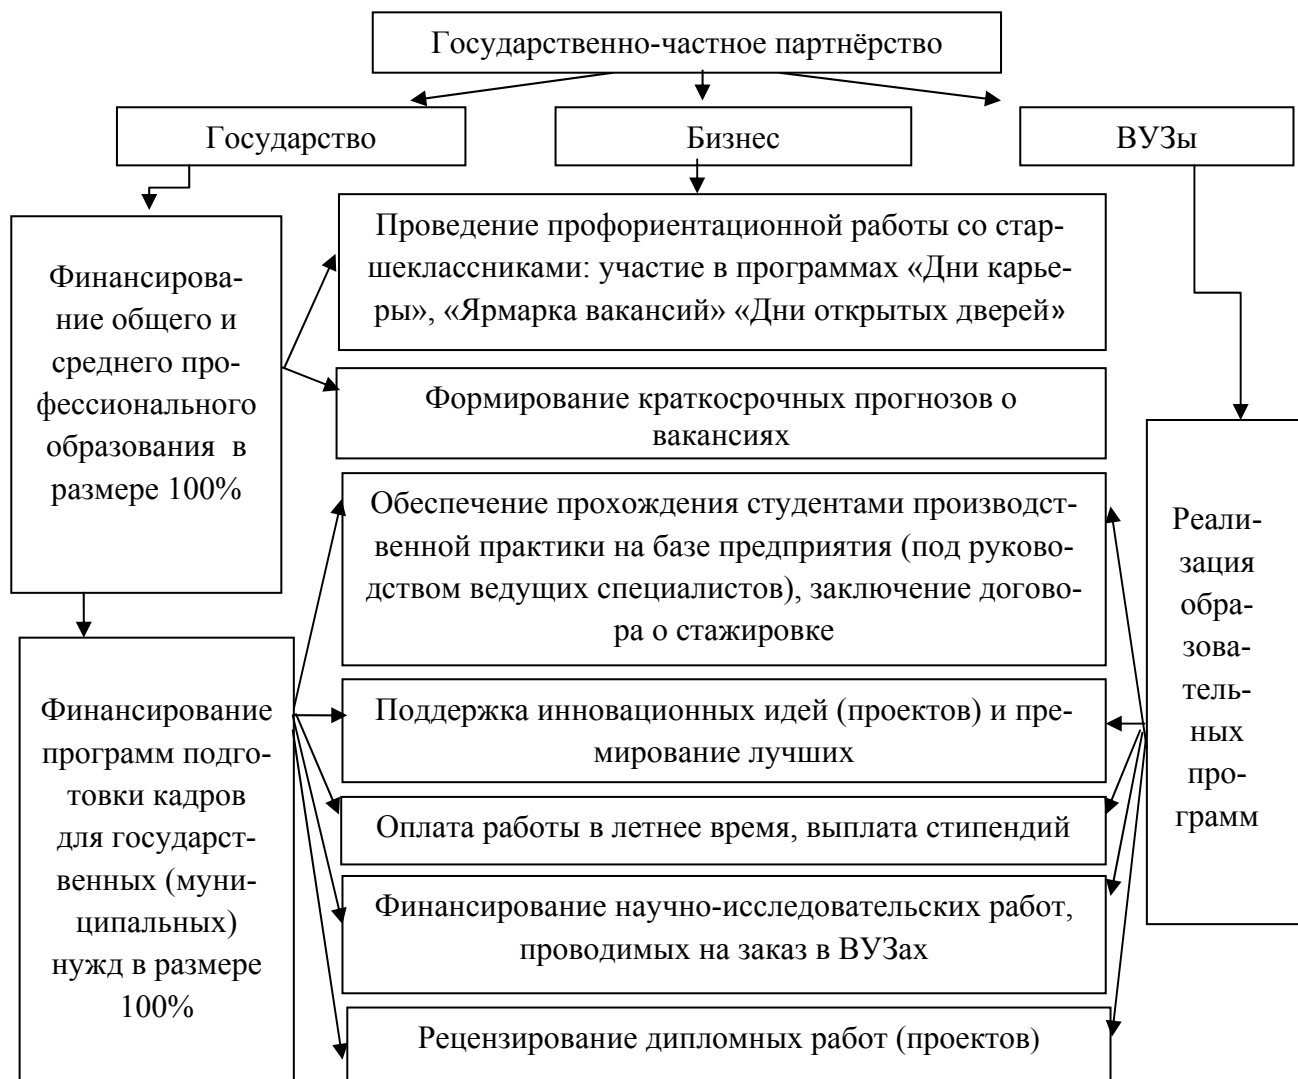 Государственно-частное партнёрство
Государство
Бизнес
ВУЗы
Финансирова-
ние общего и
среднего про-
фессионального
образования в
размере 100%
Проведение профориентационной работы со стар-
шеклассниками: участие в программах «Дни карье-
ры», «Ярмарка вакансий» «Дни открытых дверей»
Формирование краткосрочных прогнозов о
вакансиях
Обеспечение прохождения студентами производст-
венной практики на базе предприятия (под руково-
дством ведущих специалистов), заключение догово-
ра о стажировке
Реали-
зация
обра-
зова-
тель-
ных
про-
грамм
Финансирование
программ подго-
товки кадров
для государст-
венных (муни-
ципальных)
нужд в размере
100%
Поддержка инновационных идей (проектов) и пре-
мирование лучших
Оплата работы в летнее время, выплата стипендий
Финансирование научно-исследовательских работ,
проводимых на заказ в ВУЗах
Рецензирование дипломных работ (проектов)